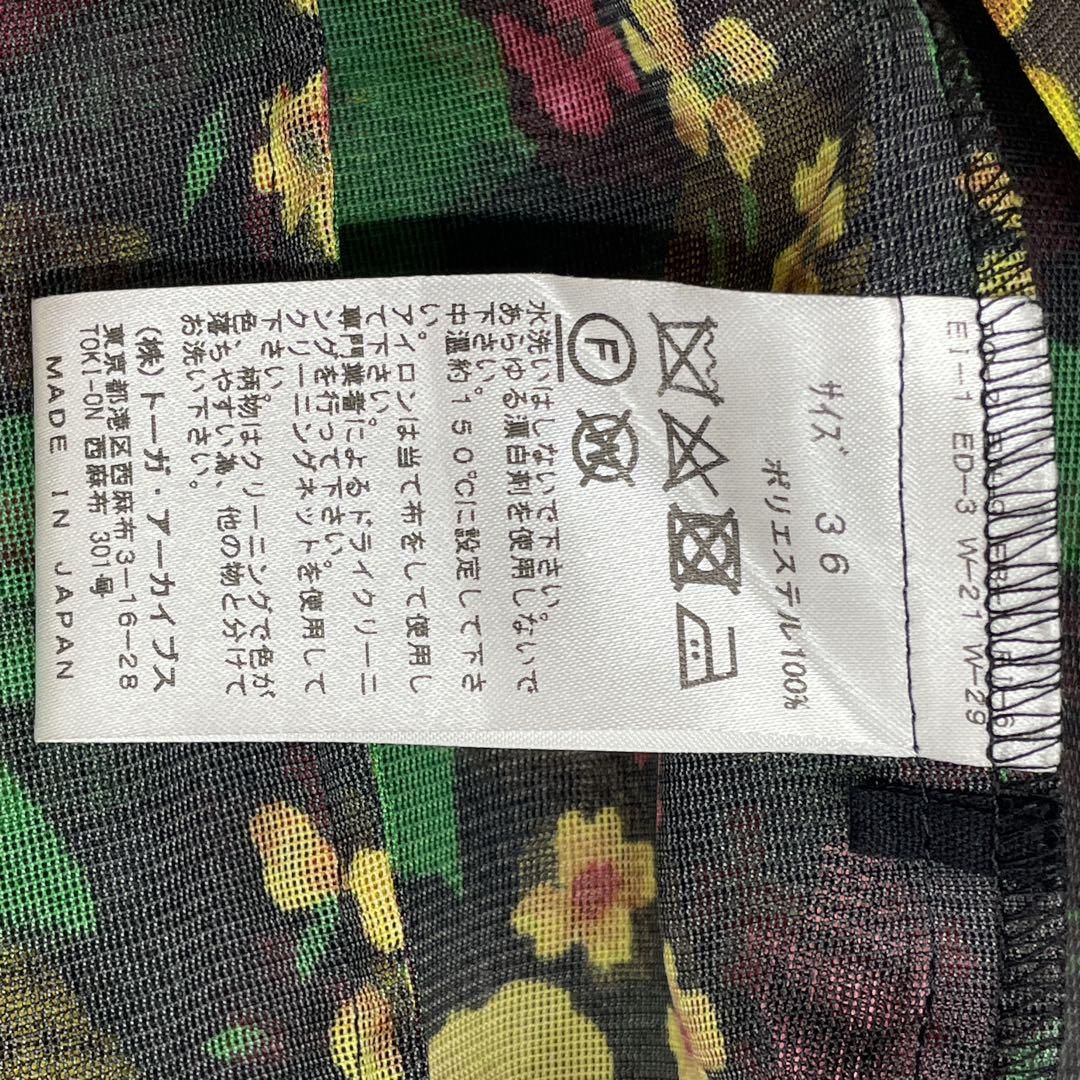 EI-1 ED-3 W-21 W-29
サイズ 36
ポリエステル100%
F
W
水洗いはしないで下さい。
あらゆる漂白剤を使用しないで
下さい。
中温約150℃に設定して下さ
い。
アイロンは当て布をして使用し
て下さい。
専門業者によるドライクリーニ
ングを行って下さい。
クリーニングネットを使用して
下さい。
色、柄物はクリーニングで色が
落ちやすい為、他の物と分けて
お洗い下さい。
(株)トーガ・アーカイブス
東京都港区西麻布3-16-28
TOKI-ON 西麻布 301号
MADE IN JAPAN